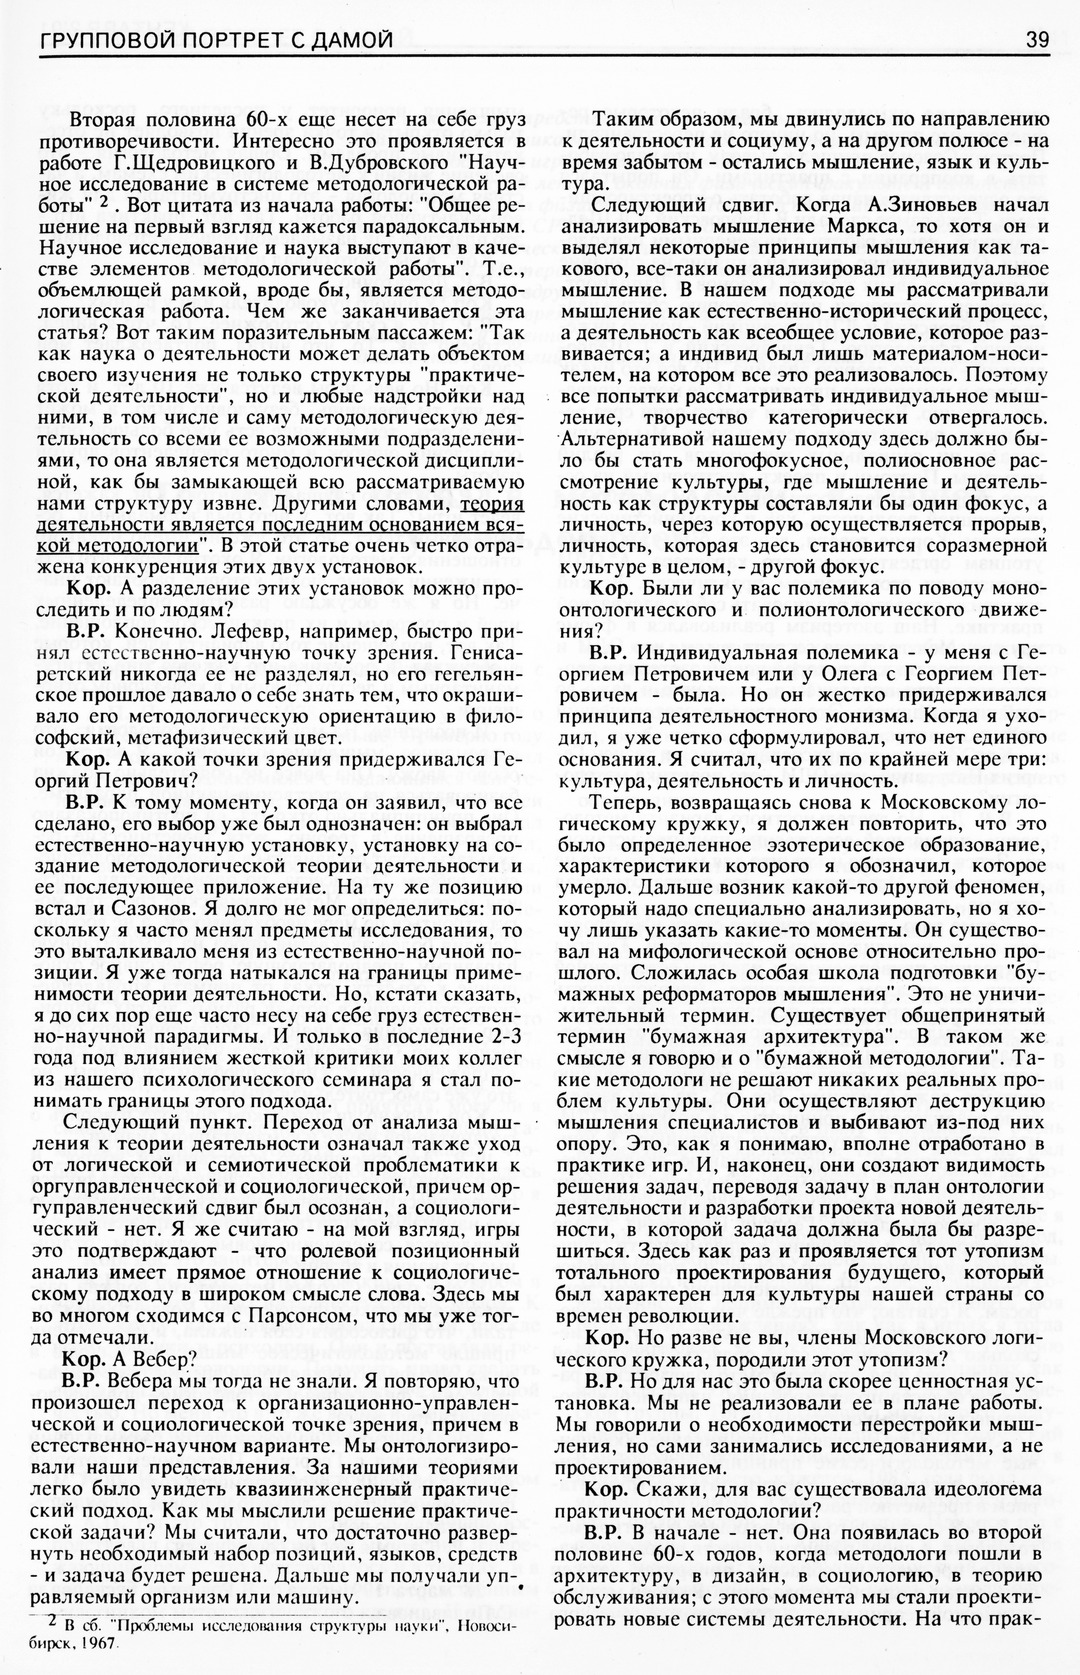 ГРУППОВОЙ ПОРТРЕТ С ДАМОЙ 39
Вторая половина 60-х еще несет на себе груз
противоречивости. Интересно это проявляется в
работе Г.Щедровицкого и В.Дубровского "Науч-
ное исследование в системе методологической ра-
боты" 2 . Вот цитата из начала работы: "Общее ре-
шение на первый взгляд кажется парадоксальным.
Научное исследование и наука выступают в каче-
стве элементов методологической работы". Т.е.,
объемлющей рамкой, вроде бы, является методо-
логическая работа. Чем же заканчивается эта
статья? Вот таким поразительным пассажем: "Так
как наука о деятельности может делать объектом
своего изучения не только структуры "практиче-
ской деятельности", но и любые надстройки над
ними, в том числе и саму методологическую дея-
тельность со всеми ее возможными подразделени-
ями, то она является методологической дисципли-
ной, как бы замыкающей всю рассматриваемую
нами структуру извне. Другими словами, теория
деятельности является последним основанием вся-
кой методологии". В этой статье очень четко отра-
жена конкуренция этих двух установок.
Кор. А разделение этих установок можно про-
следить и по людям?
В.Р. Конечно. Лефевр, например, быстро при-
нял естественно-научную точку зрения. Гениса-
ретский никогда ее не разделял, но его гегельян-
ское прошлое давало о себе знать тем, что окраши-
вало его методологическую ориентацию в фило-
софский, метафизический цвет.
Кор. А какой точки зрения придерживался Ге-
оргий Петрович?
В.Р. К тому моменту, когда он заявил, что все
сделано, его выбор уже был однозначен: он выбрал
естественно-научную установку, установку на со-
здание методологической теории деятельности и
ее последующее приложение. На ту же позицию
встал и Сазонов. Я долго не мог определиться: по-
скольку я часто менял предметы исследования, то
это выталкивало меня из естественно-научной по-
зиции. Я уже тогда натыкался на границы приме-
нимости теории деятельности. Но, кстати сказать,
я до сих пор еще часто несу на себе груз естествен-
но-научной парадигмы. И только в последние 2-3
года под влиянием жесткой критики моих коллег
из нашего психологического семинара я стал по-
нимать границы этого подхода.
Следующий пункт. Переход от анализа мыш-
ления к теории деятельности означал также уход
от логической и семиотической проблематики к
оргуправленческой и социологической, причем ор-
гуправленческий сдвиг был осознан, а социологи-
ческий - нет. Я же считаю - на мой взгляд, игры
это подтверждают - что ролевой позиционный
анализ имеет прямое отношение к социологиче-
скому подходу в широком смысле слова. Здесь мы
во многом сходимся с Парсонсом, что мы уже тог-
да отмечали.
Кор. А Вебер?
В.Р. Вебера мы тогда не знали. Я повторяю, что
произошел переход к организационно-управлен-
ческой и социологической точке зрения, причем в
естественно-научном варианте. Мы онтологизиро-
вали наши представления. За нашими теориями
легко было увидеть квазиинженерный практиче-
ский подход. Как мы мыслили решение практиче-
ской задачи? Мы считали, что достаточно развер-
нуть необходимый набор позиций, языков, средств
- и задача будет решена. Дальше мы получали уп-
равляемый организм или машину.
2 В сб. "Проблемы исследования структуры науки", Новоси-
бирск, 1967.
Таким образом, мы двинулись по направлению
к деятельности и социуму, а на другом полюсе - на
время забытом - остались мышление, язык и куль-
тура.
Следующий сдвиг. Когда А.Зиновьев начал
анализировать мышление Маркса, то хотя он и
выделял некоторые принципы мышления как та-
кового, все-таки он анализировал индивидуальное
мышление. В нашем подходе мы рассматривали
мышление как естественно-исторический процесс,
а деятельность как всеобщее условие, которое раз-
вивается; а индивид был лишь материалом-носи-
телем, на котором все это реализовалось. Поэтому
все попытки рассматривать индивидуальное мыш-
ление, творчество категорически отвергалось.
Альтернативой нашему подходу здесь должно бы-
ло бы стать многофокусное, полиосновное рас-
смотрение культуры, где мышление и деятель-
ность как структуры составляли бы один фокус, а
личность, через которую осуществляется прорыв,
личность, которая здесь становится соразмерной
культуре в целом, - другой фокус.
Кор. Были ли у вас полемика по поводу моно-
онтологического и полионтологического движе-
ния?
В.Р. Индивидуальная полемика - у меня с Ге-
оргием Петровичем или у Олега с Георгием Пет-
ровичем - была. Но он жестко придерживался
принципа деятельностного монизма. Когда я ухо-
дил, я уже четко сформулировал, что нет единого
основания. Я считал, что их по крайней мере три:
культура, деятельность и личность.
Теперь, возвращаясь снова к Московскому ло-
гическому кружку, я должен повторить, что это
было определенное эзотерическое образование,
характеристики которого я обозначил, которое
умерло. Дальше возник какой-то другой феномен,
который надо специально анализировать, но я хо-
чу лишь указать какие-то моменты. Он существо-
вал на мифологической основе относительно про-
шлого. Сложилась особая школа подготовки "бу-
мажных реформаторов мышления". Это не уничи-
жительный термин. Существует общепринятый
термин "бумажная архитектура". В таком же
смысле я говорю и о "бумажной методологии". Та-
кие методологи не решают никаких реальных про-
блем культуры. Они осуществляют деструкцию
мышления специалистов и выбивают из-под них
опору. Это, как я понимаю, вполне отработано в
практике игр. И, наконец, они создают видимость
решения задач, переводя задачу в план онтологии
деятельности и разработки проекта новой деятель-
ности, в которой задача должна была бы разре-
шиться. Здесь как раз и проявляется тот утопизм
тотального проектирования будущего, который
был характерен для культуры нашей страны со
времен революции.
Кор. Но разве не вы, члены Московского логи-
ческого кружка, породили этот утопизм?
В.Р. Но для нас это была скорее ценностная ус-
тановка. Мы не реализовали ее в плане работы.
Мы говорили о необходимости перестройки мыш-
ления, но сами занимались исследованиями, а не
проектированием.
Кор. Скажи, для вас существовала идеологема
практичности методологии?
В.Р. В начале - нет. Она появилась во второй
половине 60-х годов, когда методологи пошли в
архитектуру, в дизайн, в социологию, в теорию
обслуживания; с этого момента мы стали проекти-
ровать новые системы деятельности. На что прак-